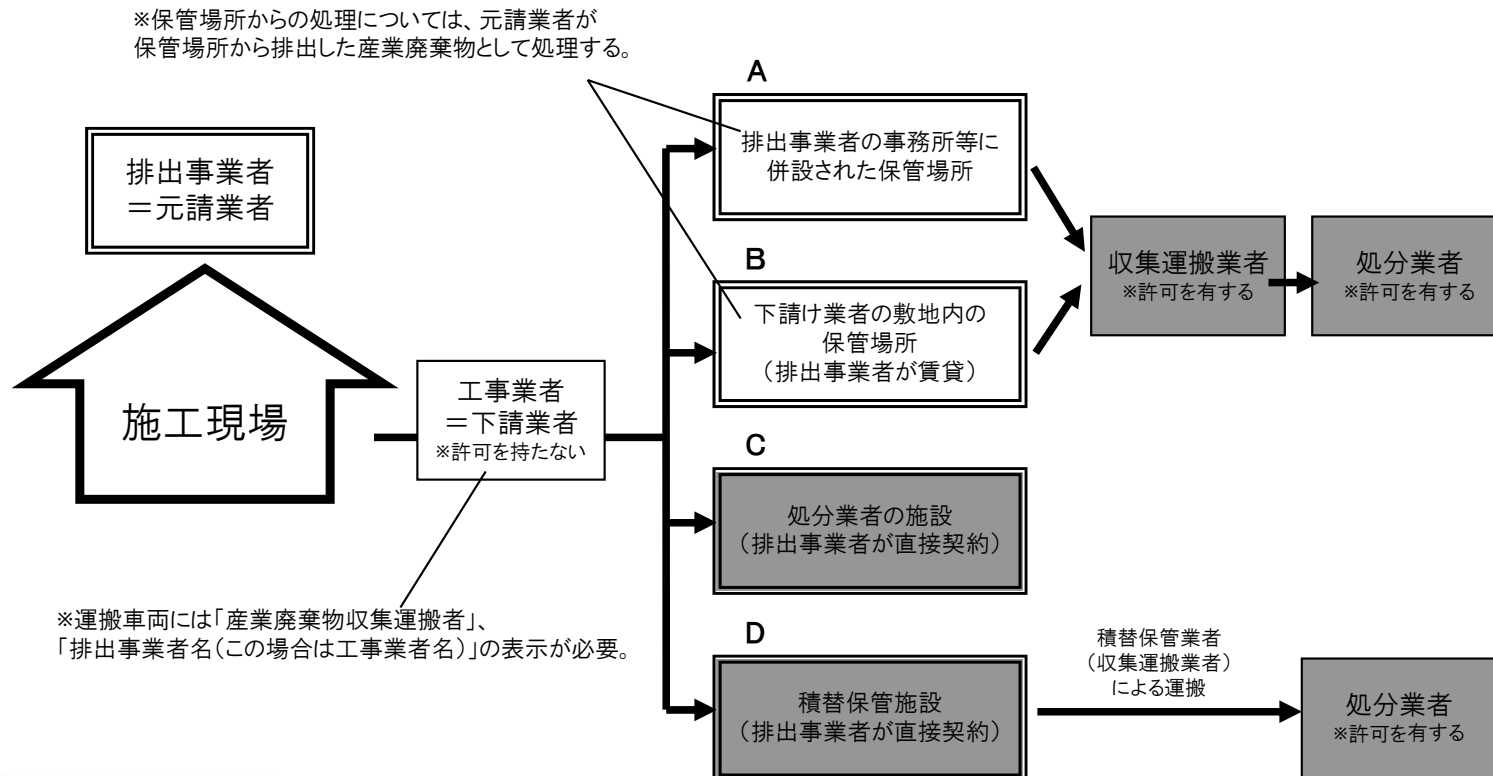 ※保管場所からの処理については、元請業者が
保管場所から排出した産業廃棄物として処理する。
排出事業者
＝元請業者
施工現場
工事業者
＝下請業者
※許可を持たない
※運搬車両には「産業廃棄物収集運搬者」、
「排出事業者名（この場合は工事業者名）」の表示が必要。
A
排出事業者の事務所等に
併設された保管場所
B
下請け業者の敷地内の
保管場所
（排出事業者が賃貸）
収集運搬業者
※許可を有する
処分業者
※許可を有する
C
処分業者の施設
（排出事業者が直接契約）
D
積替保管施設
（排出事業者が直接契約）
積替保管業者
（収集運搬業者）
による運搬
処分業者
※許可を有する